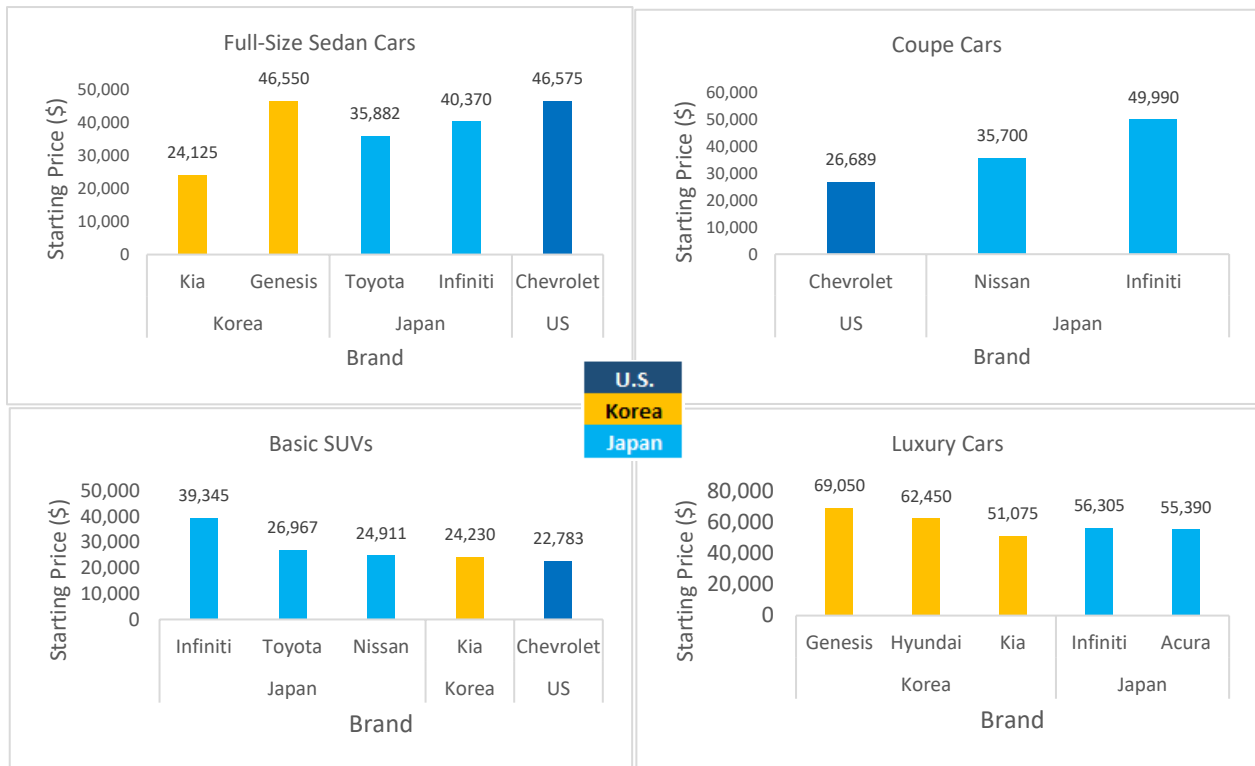 Full-Size Sedan Cars
Starting Price ($)
50,000
40,000
30,000
20,000
10,000
0
24,125
46,550
35,882
40,370
46,575
Kia Genesis Toyota Infiniti Chevrolet
Korea Japan US
Brand
Coupe Cars
Starting Price ($)
60,000
50,000
40,000
30,000
20,000
10,000
0
26,689
35,700
49,990
Chevrolet Nissan Infiniti
US Japan
Brand
U.S.
Korea
Japan
Basic SUVs
Starting Price ($)
50,000
40,000
30,000
20,000
10,000
0
39,345
26,967
24,911
24,230
22,783
Infiniti Toyota Nissan Kia Chevrolet
Japan Korea US
Brand
Luxury Cars
Starting Price ($)
80,000
60,000
40,000
20,000
0
69,050
62,450
51,075
56,305
55,390
Genesis Hyundai Kia Infiniti Acura
Korea Japan
Brand